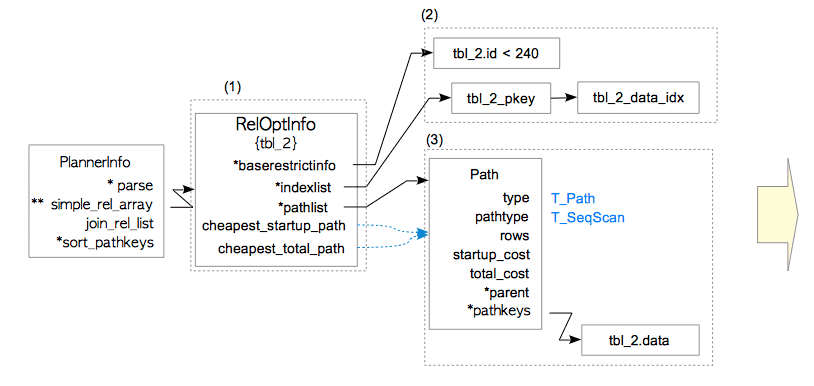 (2)
tbl_2.id < 240
(1)
tbl_2_pkey
tbl_2_data_idx
RelOptInfo
{tbl_2}
*baserestrictinfo
*indexlist
*pathlist
cheapest_startup_path
cheapest_total_path
PlannerInfo
* parse
** simple_rel_array
join_rel_list
*sort_pathkeys
(3)
Path
type T_Path
pathtype T_SeqScan
rows
startup_cost
total_cost
*parent
*pathkeys
tbl_2.data